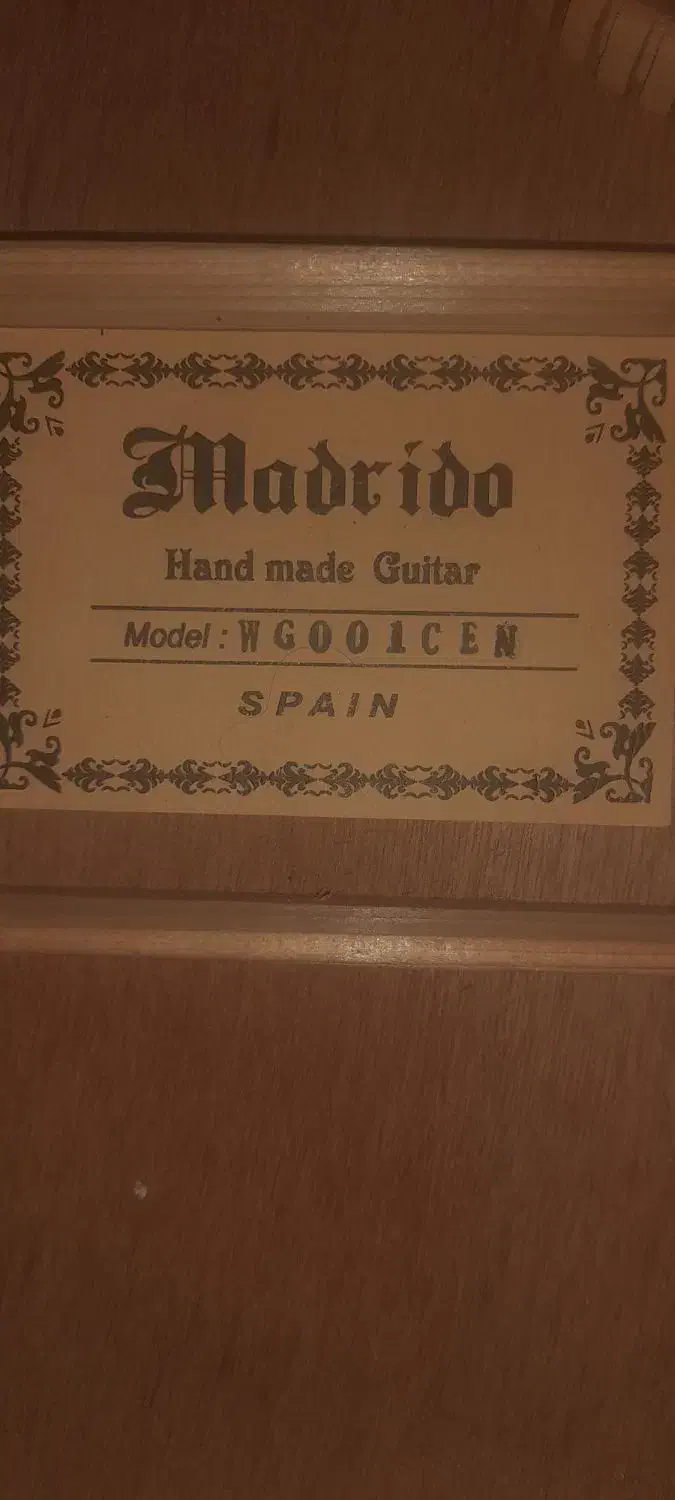 Madrido
Hand made Guitar
Model : WG001CEN
SPAIN